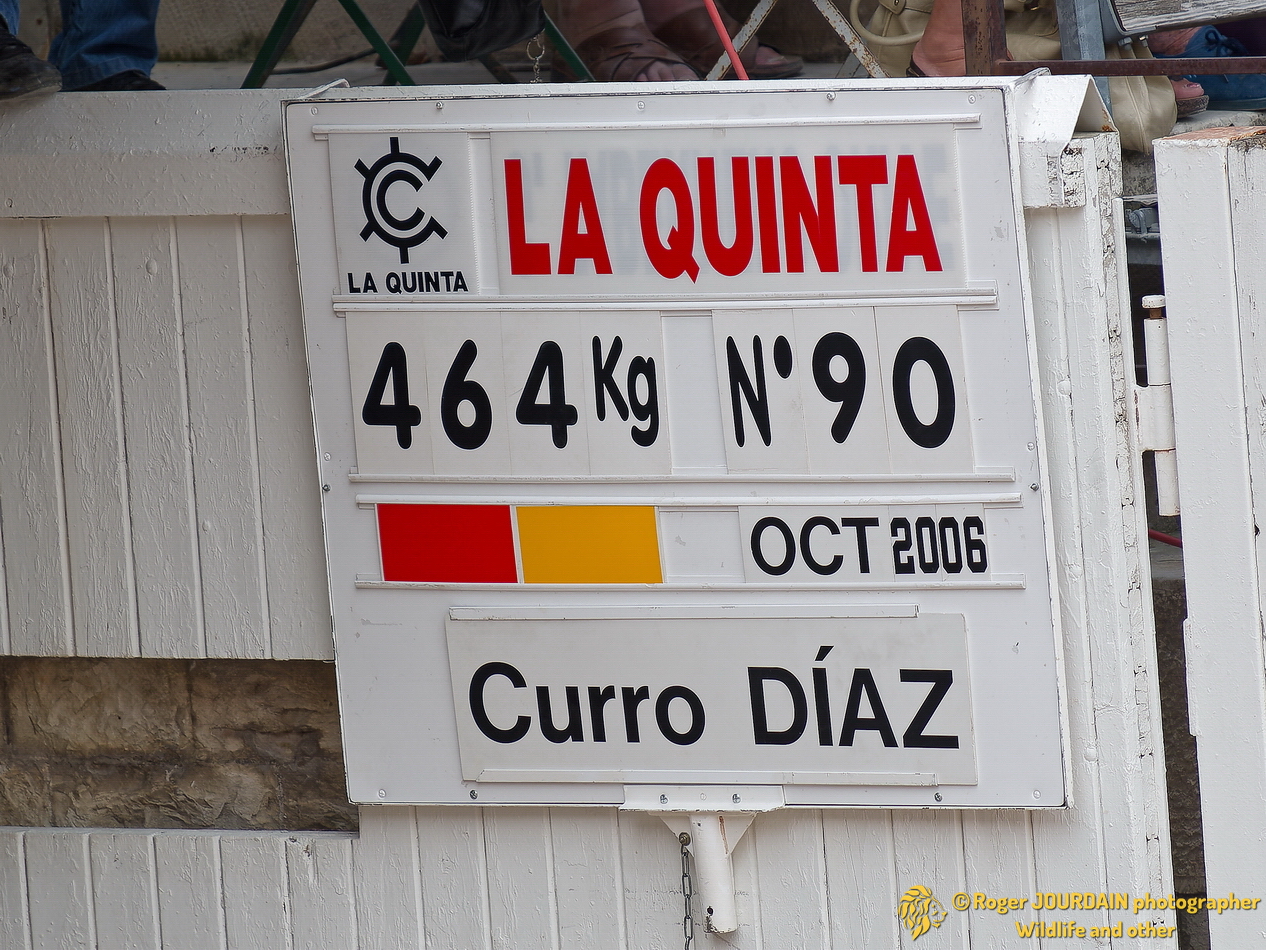 LA QUINTA
LA QUINTA
464 Kg N° 90
OCT 2006
Curro DÍAZ
© Roger JOURDAIN photographer
Wildlife and other